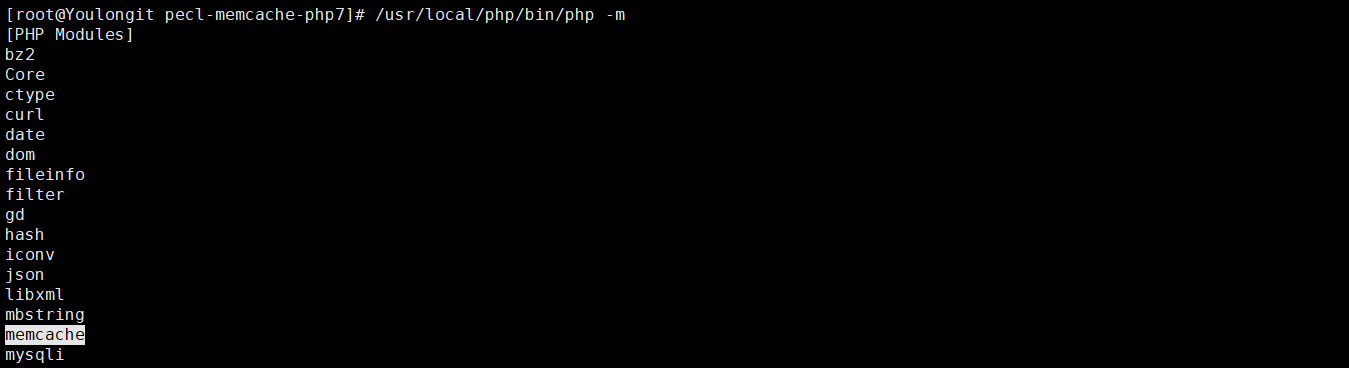 [root@Youlongit pecl-memcache-php7]# /usr/local/php/bin/php -m
[PHP Modules]
bz2
Core
ctype
curl
date
dom
fileinfo
filter
gd
hash
iconv
json
libxml
mbstring
memcache
mysqli